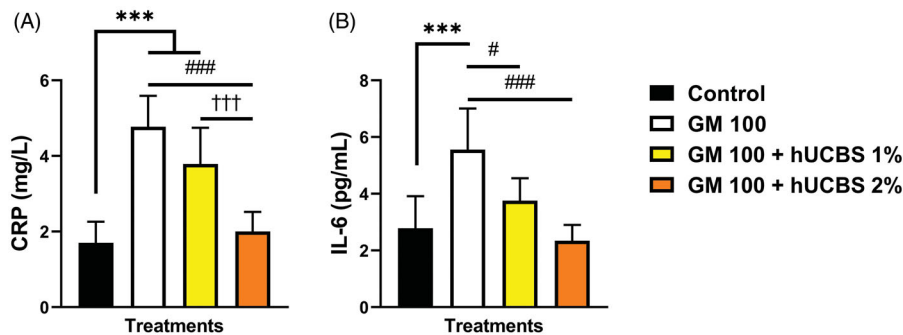 (A)
***
###
†††
CRP (mg/L)
6
4
2
0
Treatments
(B)
***
#
###
IL-6 (pg/mL)
8
6
4
2
0
Treatments
Control
GM 100
GM 100 + hUCBS 1%
GM 100 + hUCBS 2%